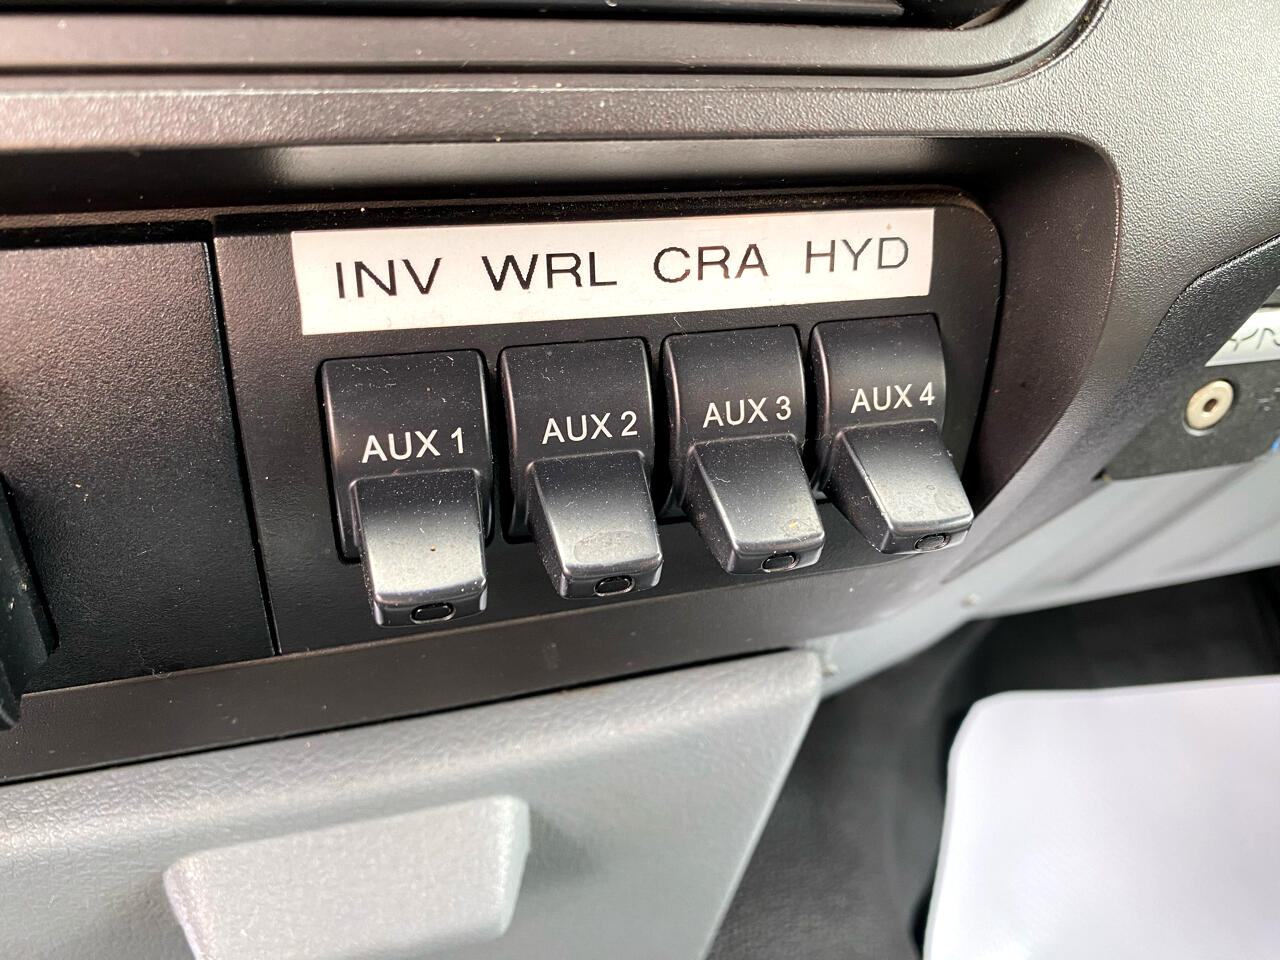 INV WRL CRA HYD
AUX 1 AUX 2 AUX 3 AUX 4